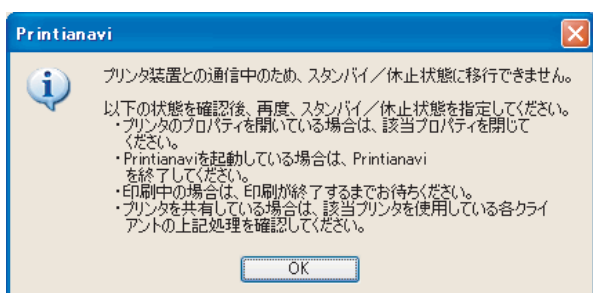 Printianavi
プリンタ装置との通信中のため、スタンバイ／休止状態に移行できません。
以下の状態を確認後、再度、スタンバイ／休止状態を指定してください。
・プリンタのプロパティを開いている場合は、該当プロパティを閉じて
ください。
・Printianaviを起動している場合は、Printianavi
を終了してください。
・印刷中の場合は、印刷が終了するまでお待ちください。
・プリンタを共有している場合は、該当プリンタを使用している各クライ
アントの上記処理を確認してください。
OK